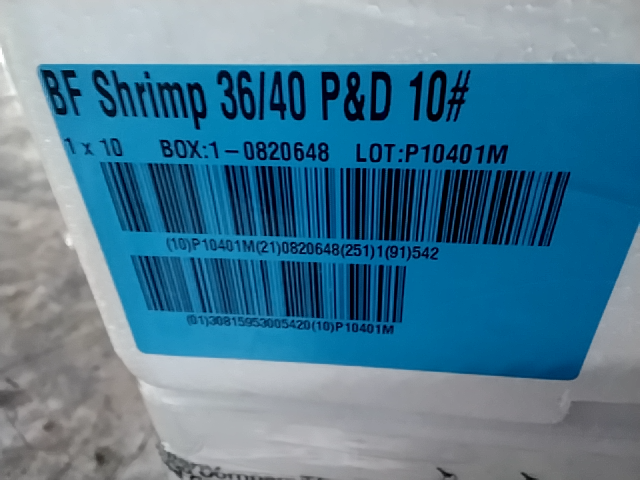 BF Shrimp 36/40 P&D 10#
1 x 10 BOX:1-0820648 LOT:P10401M
(10)P10401M(21)0820648(251)1(91)542
(01)30815953005420(10)P10401M